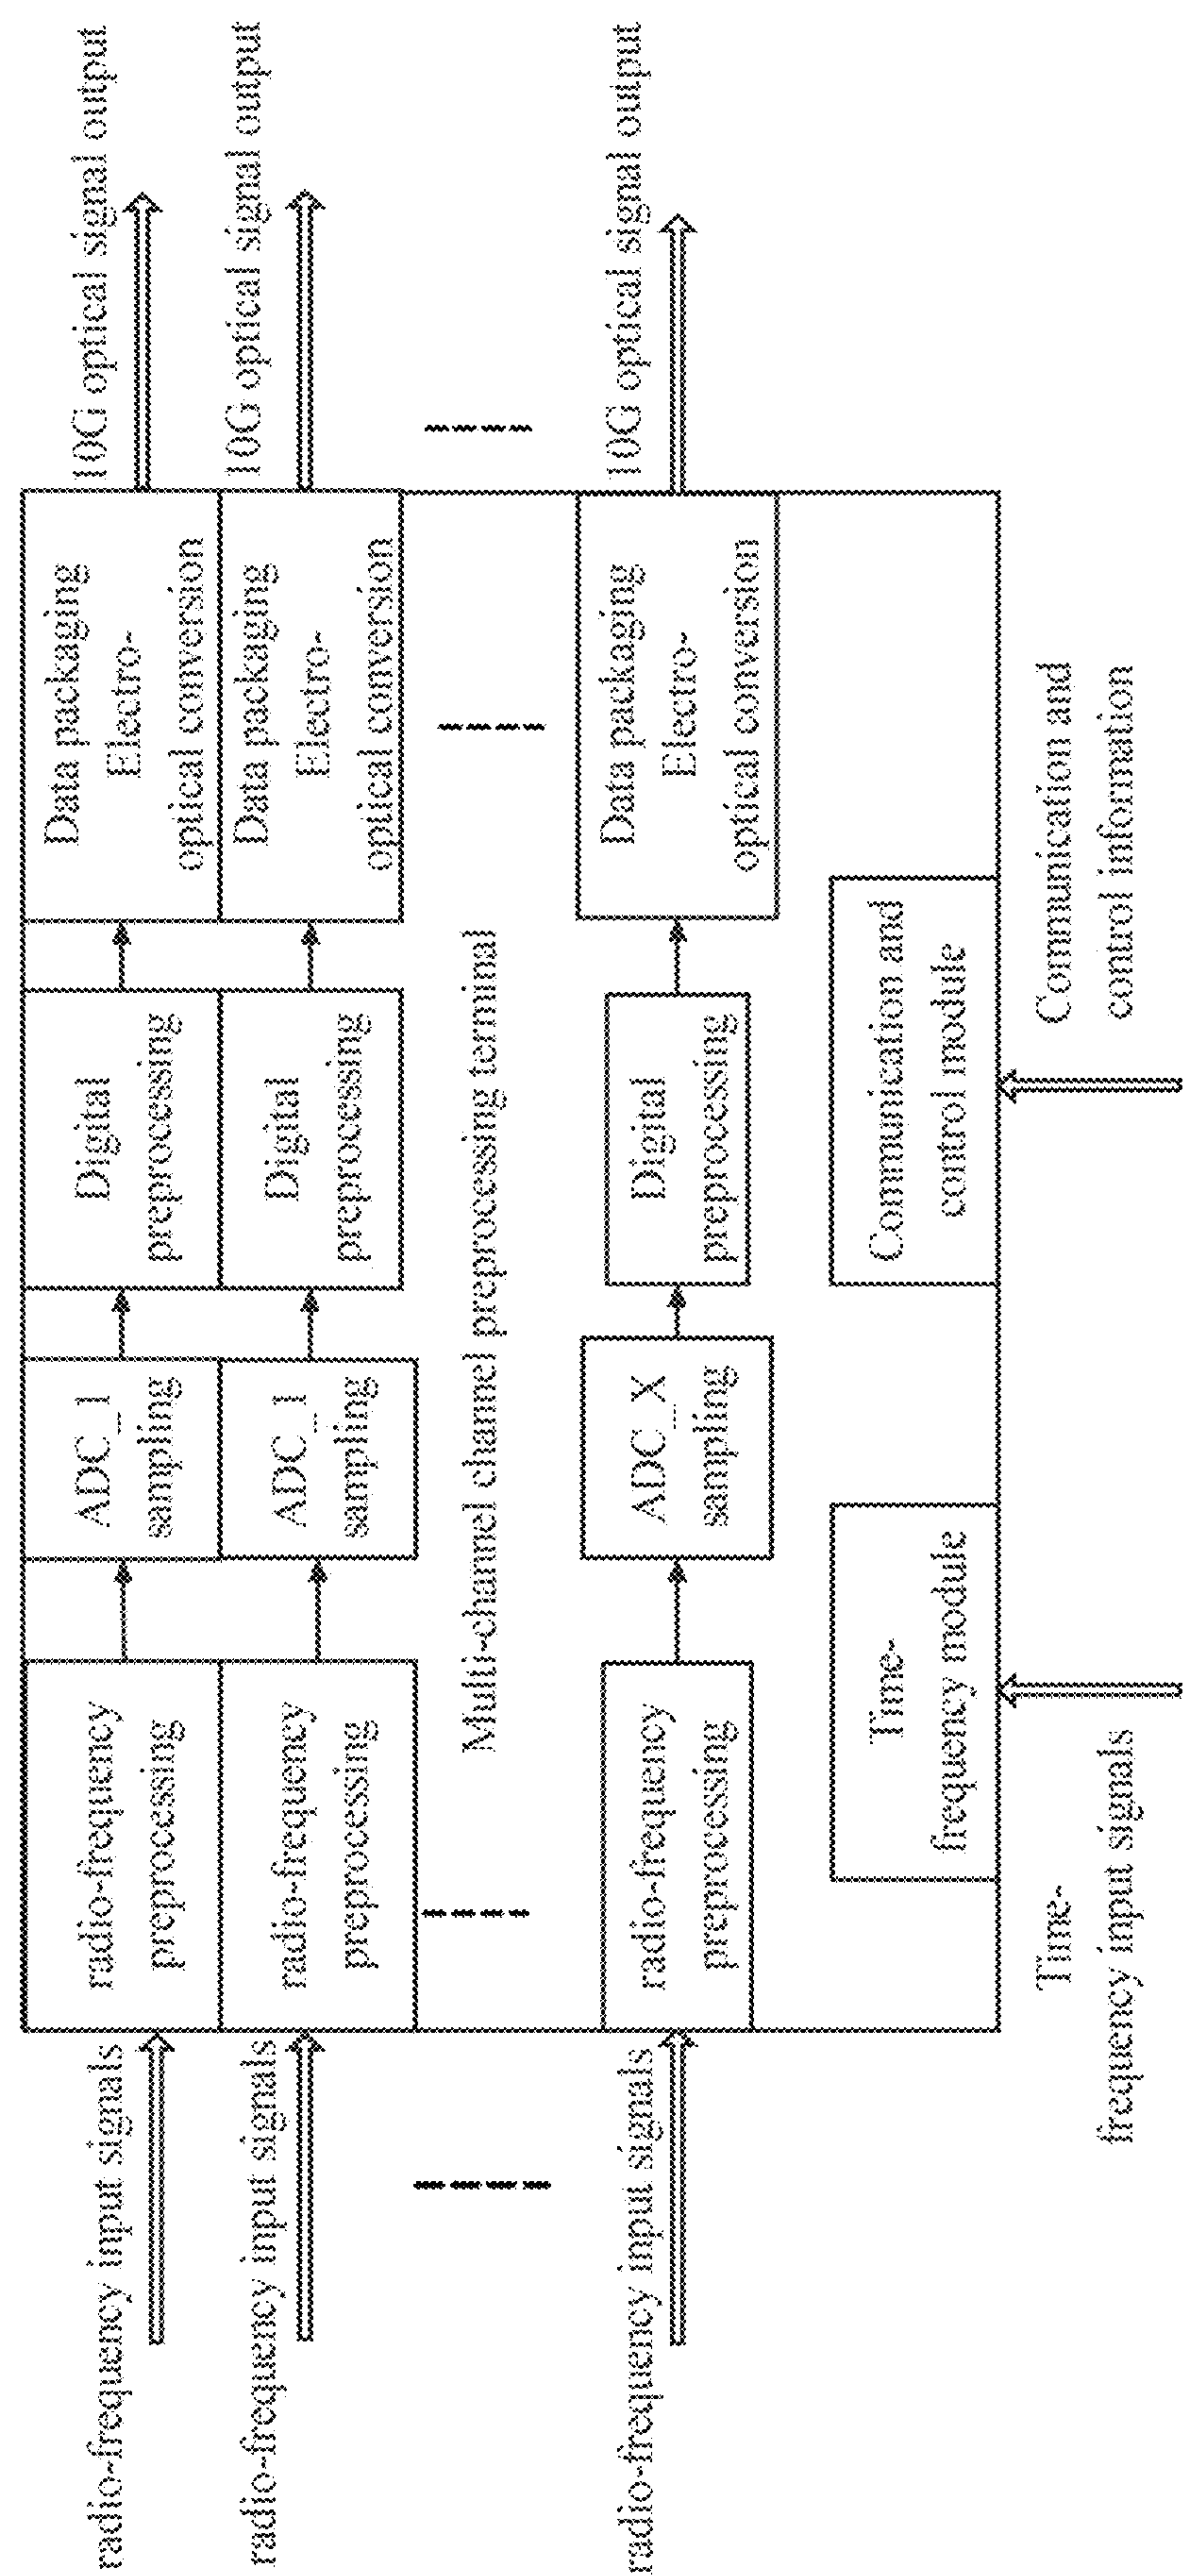 radio-frequency input signals
radio-frequency
preprocessing
ADC_1
sampling
Digital
preprocessing
Data packaging
Electro-
optical conversion
10G optical signal output
radio-frequency input signals
radio-frequency
preprocessing
ADC_1
sampling
Digital
preprocessing
Data packaging
Electro-
optical conversion
10G optical signal output
Multi-channel channel preprocessing terminal
radio-frequency input signals
radio-frequency
preprocessing
ADC_X
sampling
Digital
preprocessing
Data packaging
Electro-
optical conversion
10G optical signal output
Time-
frequency module
Communication and
control module
Time-
frequency input signals
Communication and
control information